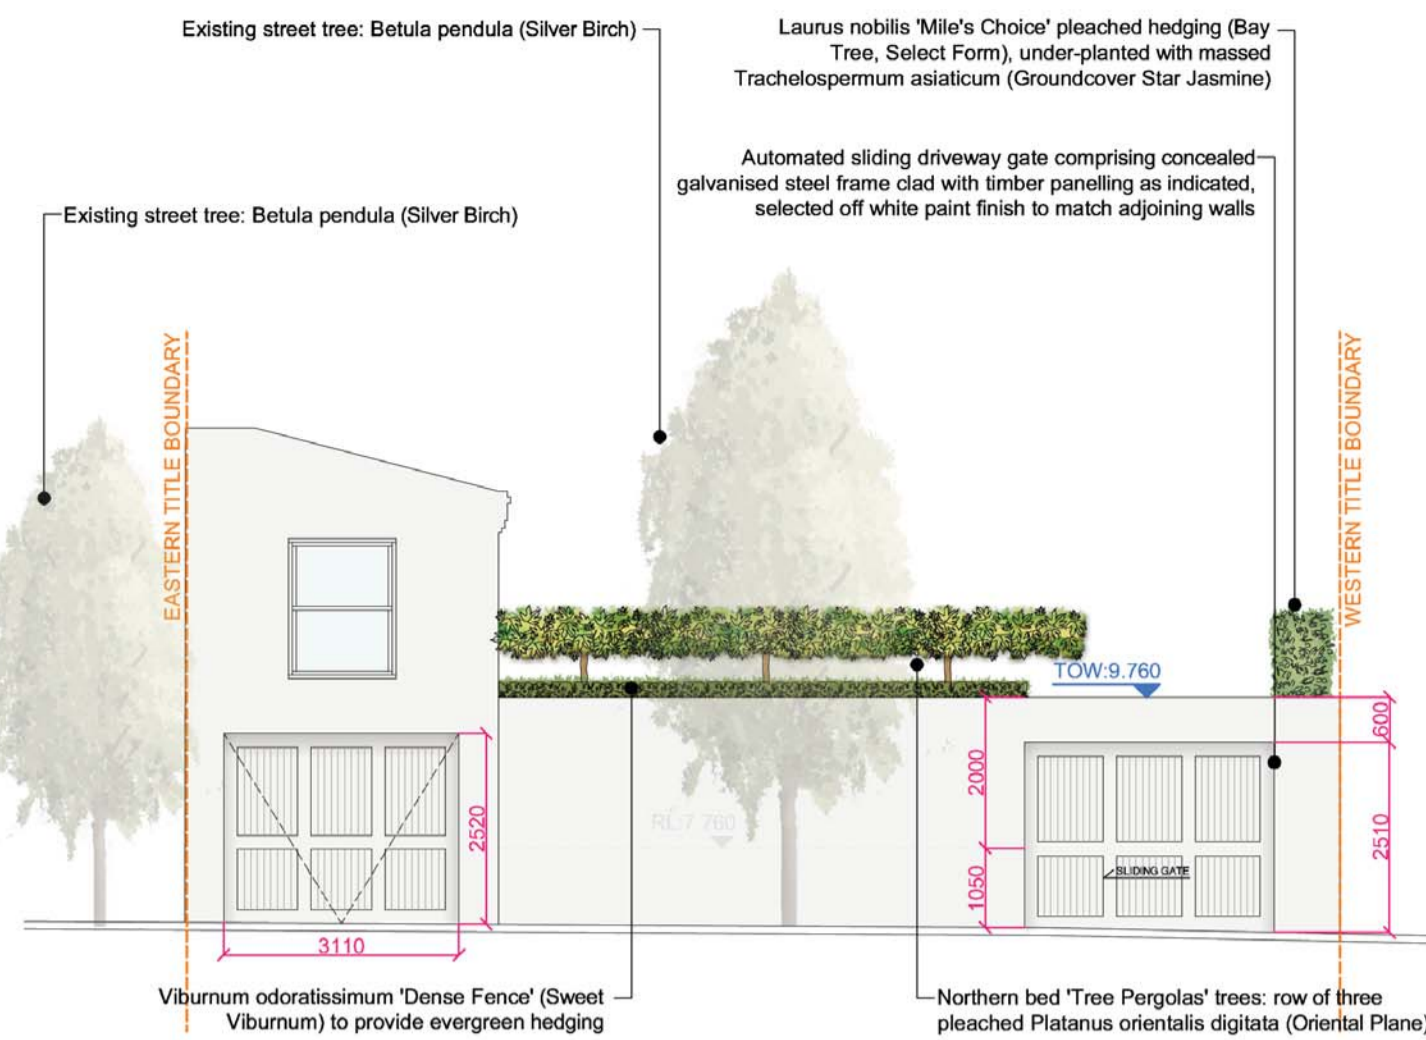 Existing street tree: Betula pendula (Silver Birch)
Laurus nobilis 'Mile's Choice' pleached hedging (Bay
Tree, Select Form), under-planted with massed
Trachelospermum asiaticum (Groundcover Star Jasmine)
Automated sliding driveway gate comprising concealed
galvanised steel frame clad with timber panelling as indicated,
selected off white paint finish to match adjoining walls
Existing street tree: Betula pendula (Silver Birch)
EASTERN TITLE BOUNDARY
WESTERN TITLE BOUNDARY
TOW:9.760
600
2000
2520
RL:7 760
2510
1050
SLIDING GATE
3110
Viburnum odoratissimum 'Dense Fence' (Sweet
Viburnum) to provide evergreen hedging
Northern bed 'Tree Pergolas' trees: row of three
pleached Platanus orientalis digitata (Oriental Plane)